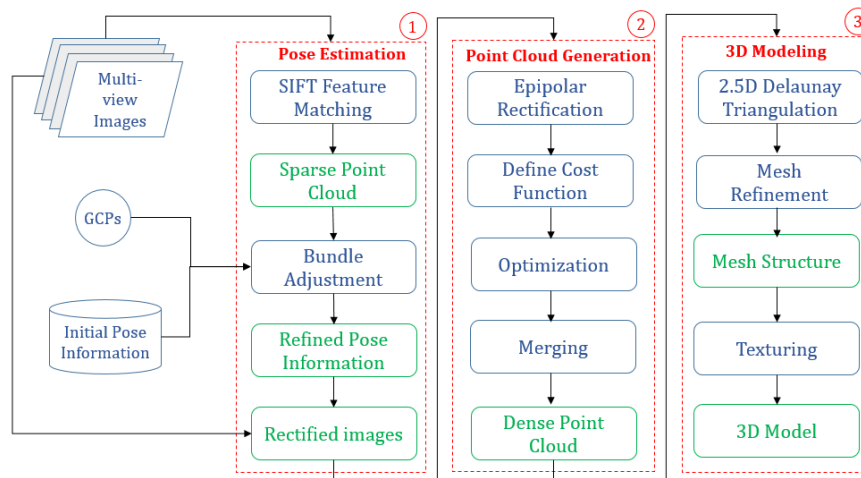 Multi-
view
Images
GCPs
Initial Pose
Information
1
Pose Estimation
SIFT Feature
Matching
Sparse Point
Cloud
Bundle
Adjustment
Refined Pose
Information
Rectified images
2
Point Cloud Generation
Epipolar
Rectification
Define Cost
Function
Optimization
Merging
Dense Point
Cloud
3
3D Modeling
2.5D Delaunay
Triangulation
Mesh
Refinement
Mesh Structure
Texturing
3D Model